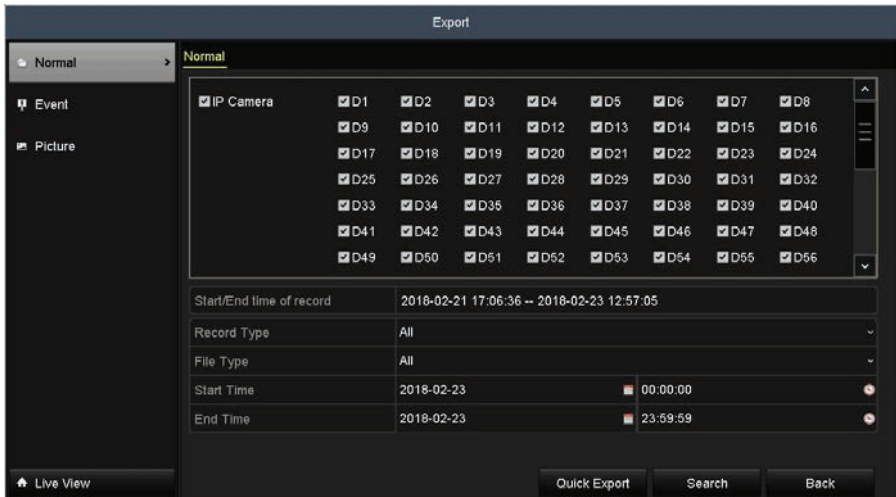 Export
Normal
Event
Picture
Live View
Normal
IP Camera D1 D2 D3 D4 D5 D6 D7 D8
D9 D10 D11 D12 D13 D14 D15 D16
D17 D18 D19 D20 D21 D22 D23 D24
D25 D26 D27 D28 D29 D30 D31 D32
D33 D34 D35 D36 D37 D38 D39 D40
D41 D42 D43 D44 D45 D46 D47 D48
D49 D50 D51 D52 D53 D54 D55 D56
Start/End time of record 2018-02-21 17:06:36 -- 2018-02-23 12:57:05
Record Type All
File Type All
Start Time 2018-02-23 00:00:00
End Time 2018-02-23 23:59:59
Quick Export Search Back